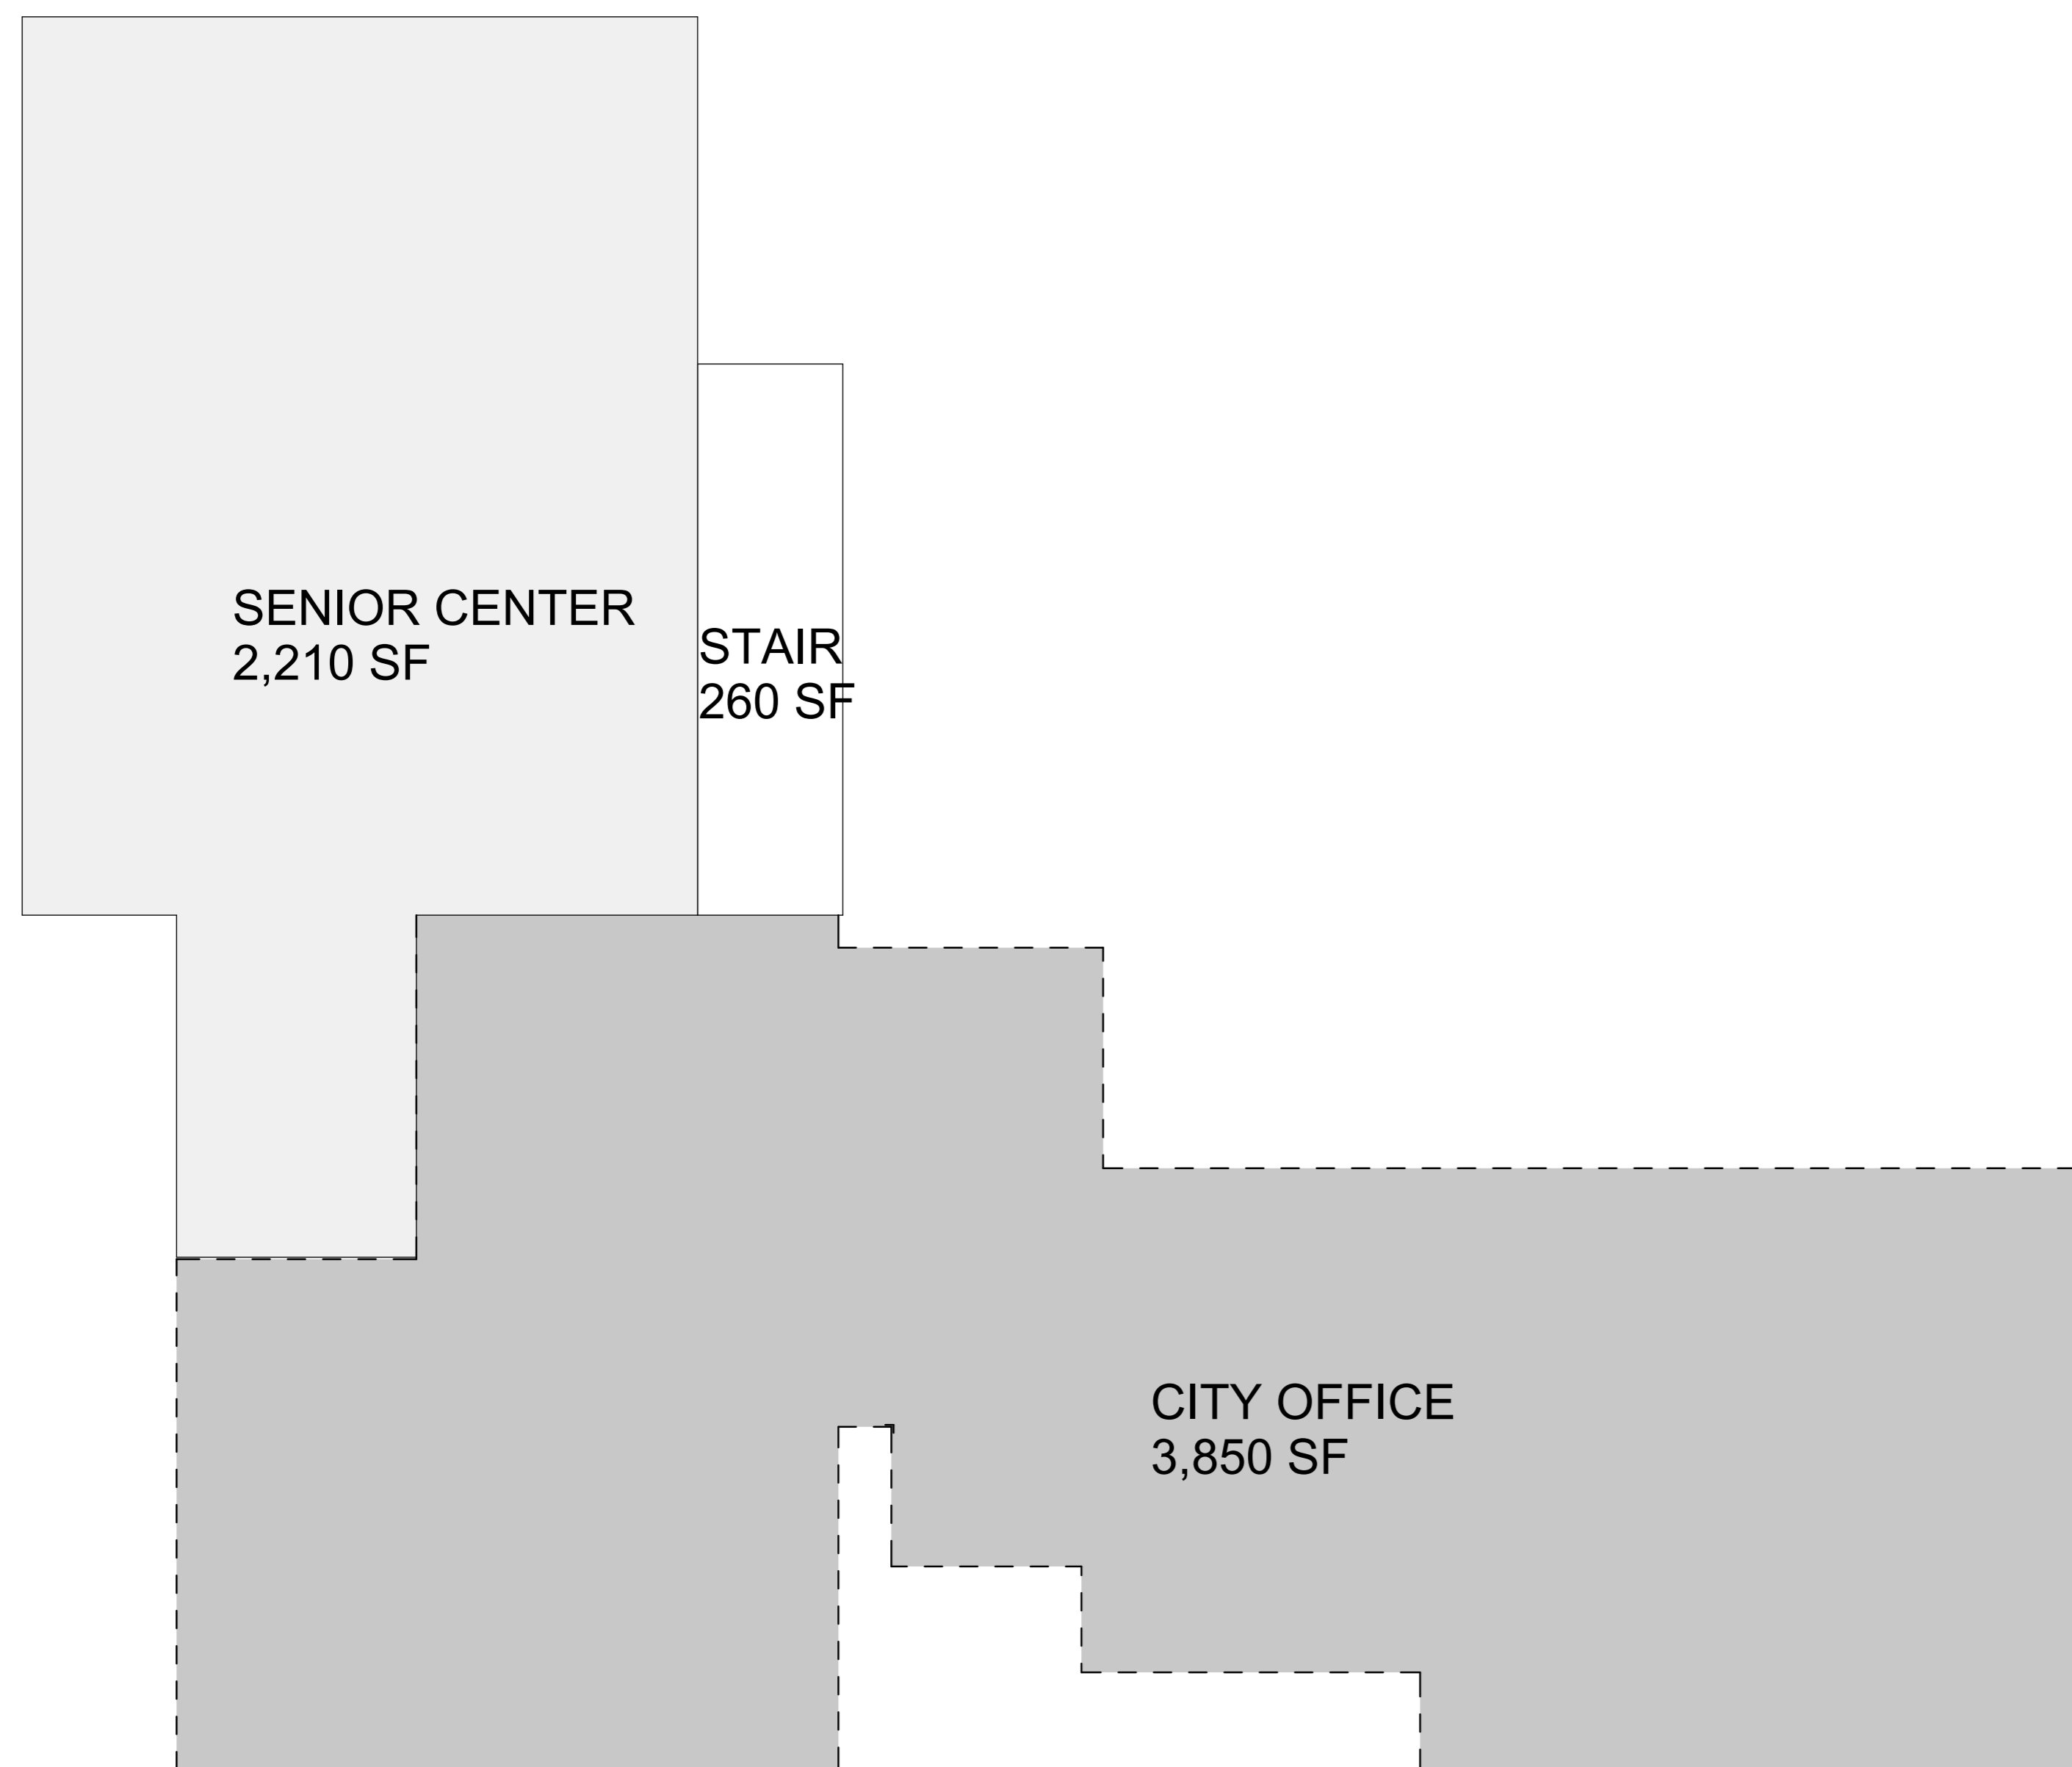 SENIOR CENTER
2,210 SF
STAIR
260 SF
CITY OFFICE
3,850 SF